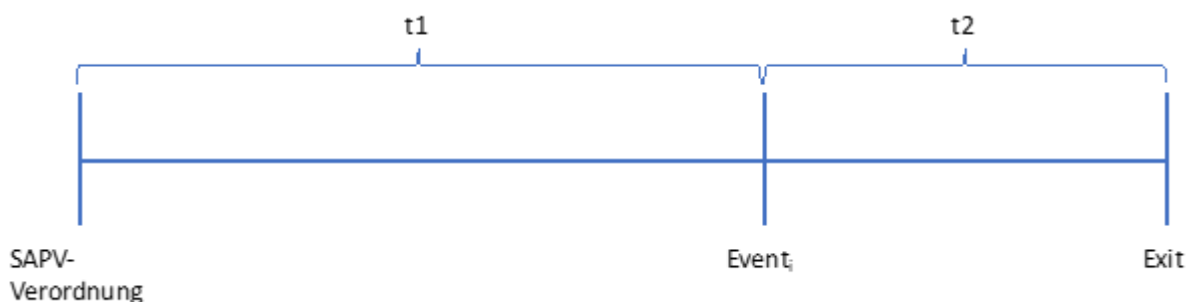 t1
t2
SAPV-
Verordnung
Eventᵢ
Exit